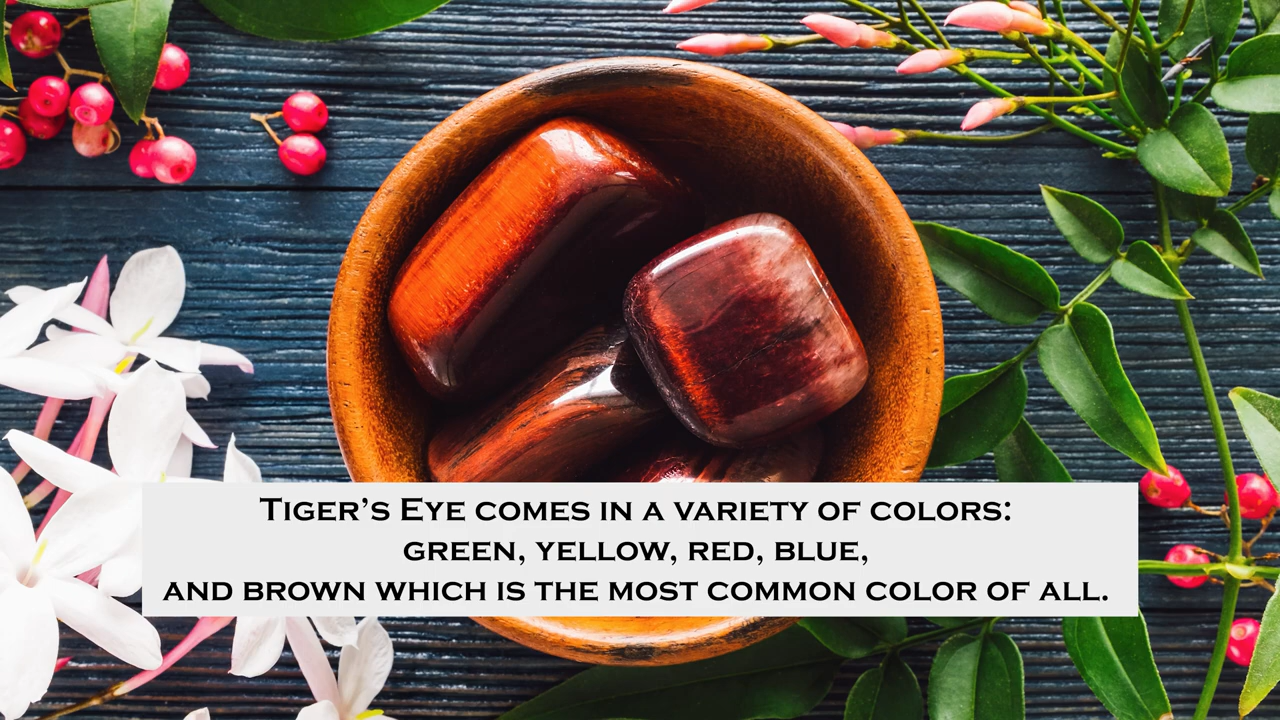 Tiger's Eye comes in a variety of colors:
green, yellow, red, blue,
and brown which is the most common color of all.